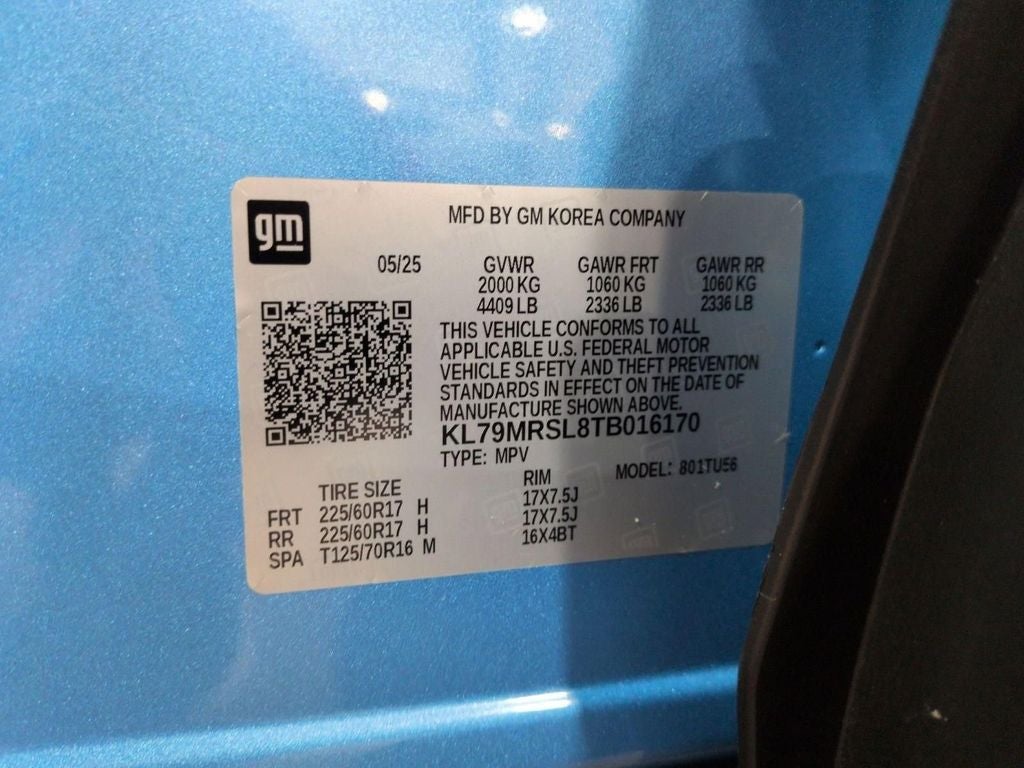 gm
MFD BY GM KOREA COMPANY
05/25 GVWR GAWR FRT GAWR RR
2000 KG 1060 KG 1060 KG
4409 LB 2336 LB 2336 LB
THIS VEHICLE CONFORMS TO ALL
APPLICABLE U.S. FEDERAL MOTOR
VEHICLE SAFETY AND THEFT PREVENTION
STANDARDS IN EFFECT ON THE DATE OF
MANUFACTURE SHOWN ABOVE.
KL79MRSL8TB016170
TYPE: MPV MODEL: 801TU56
TIRE SIZE RIM
FRT 225/60R17 H 17X7.5J
RR 225/60R17 H 17X7.5J
SPA T125/70R16 M 16X4BT